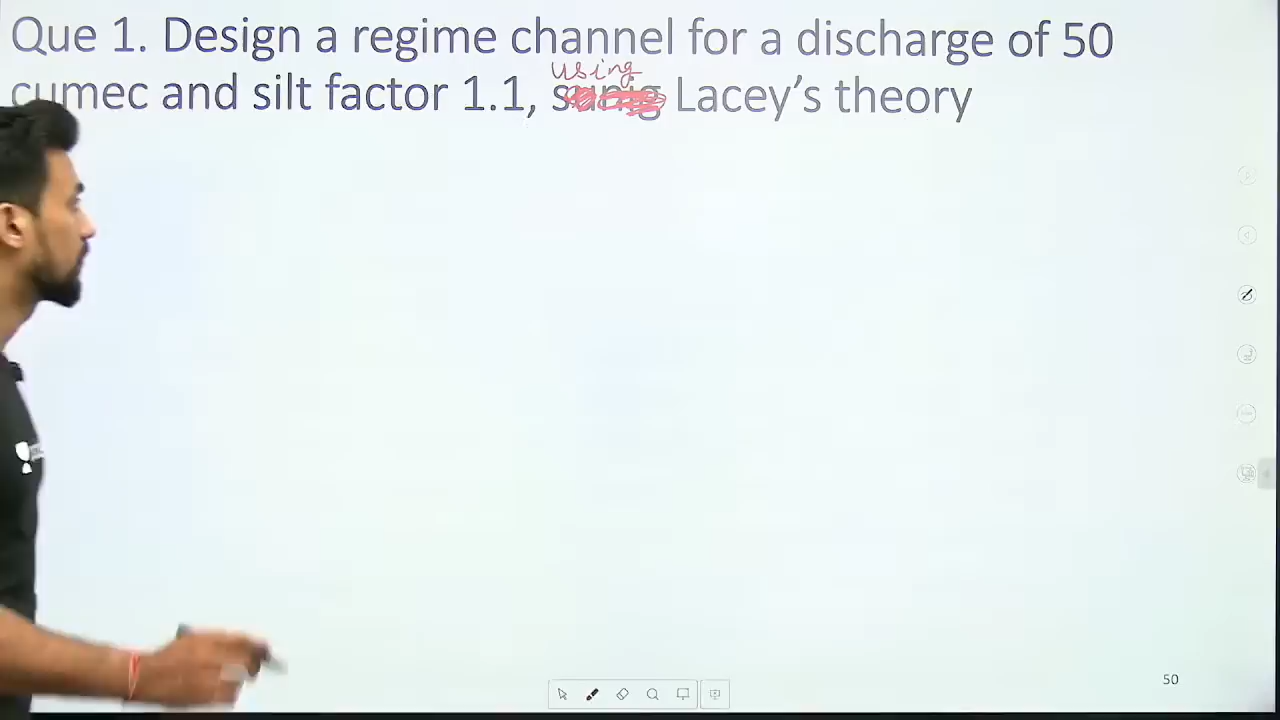 Que 1. Design a regime channel for a discharge of 50
using
cumec and silt factor 1.1, Lacey's theory
50